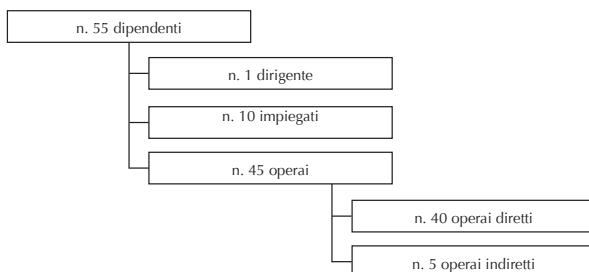 n. 55 dipendenti
n. 1 dirigente
n. 10 impiegati
n. 45 operai
n. 40 operai diretti
n. 5 operai indiretti